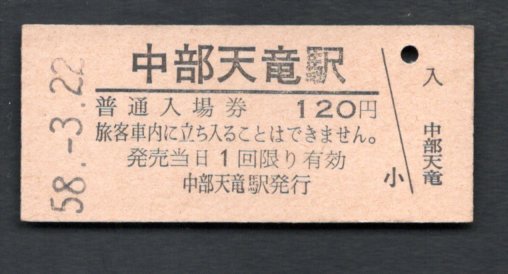 58.-3.22
中部天竜駅
普通入場券 120円
旅客車内に立ち入ることはできません。
発売当日1回限り有効
中部天竜駅発行
小
入
中部天竜